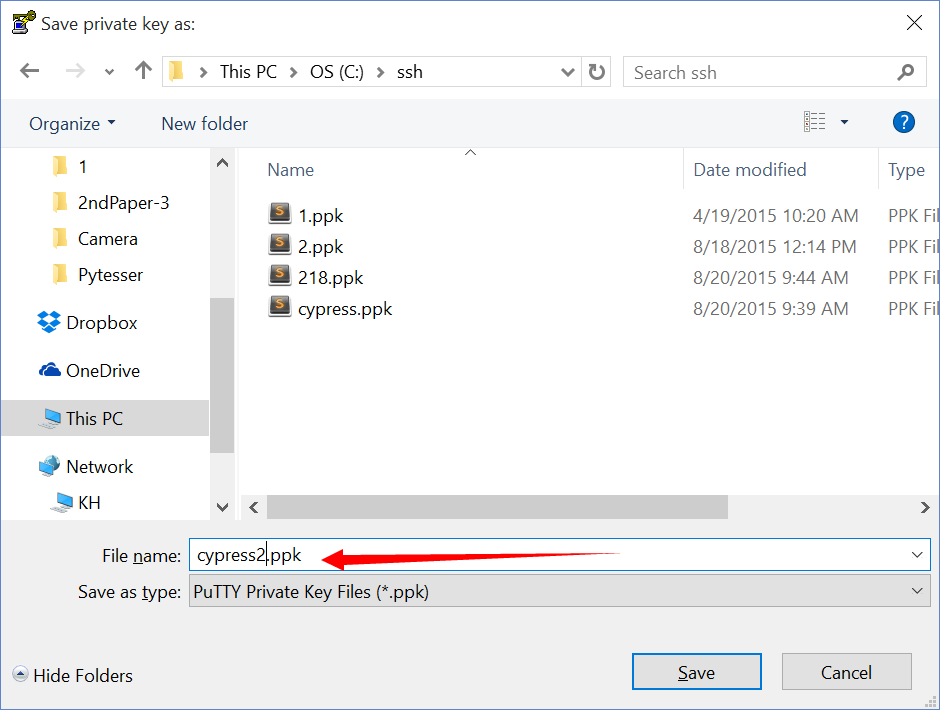 Save private key as:
This PC > OS (C:) > ssh
Search ssh
Organize
New folder
?
1
2ndPaper-3
Camera
Pytesser
Dropbox
OneDrive
This PC
Network
KH
Name Date modified Type
1.ppk 4/19/2015 10:20 AM PPK Fil
2.ppk 8/18/2015 12:14 PM PPK Fil
218.ppk 8/20/2015 9:44 AM PPK Fil
cypress.ppk 8/20/2015 9:39 AM PPK Fil
File name: cypress2.ppk
Save as type: PuTTY Private Key Files (*.ppk)
Hide Folders
Save
Cancel